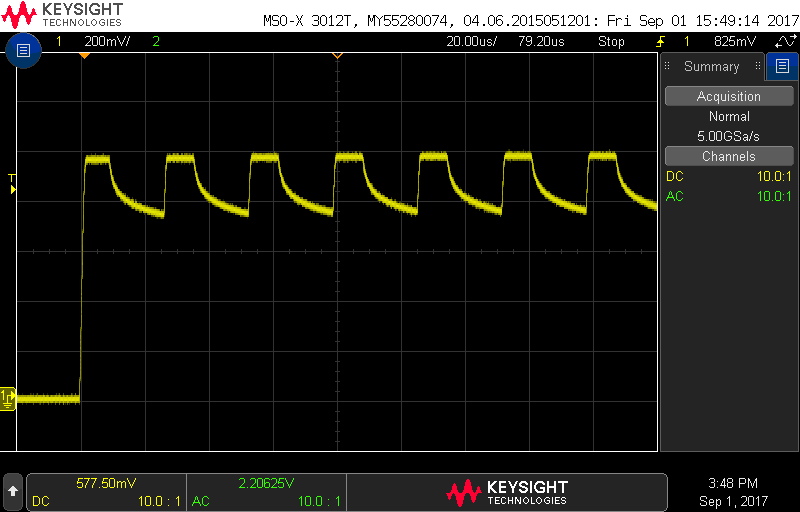 KEYSIGHT
TECHNOLOGIES
MSO-X 3012T, MY55280074, 04.06.2015051201: Fri Sep 01 15:49:14 2017
1 200mV/ 2 20.00us/ 79.20us Stop 1 825mV
Summary
Acquisition
Normal
5.00GSa/s
Channels
DC 10.0:1
AC 10.0:1
T
1
577.50mV 2.20625V
DC 10.0 : 1 AC 10.0 : 1
KEYSIGHT
TECHNOLOGIES
3:48 PM
Sep 1, 2017